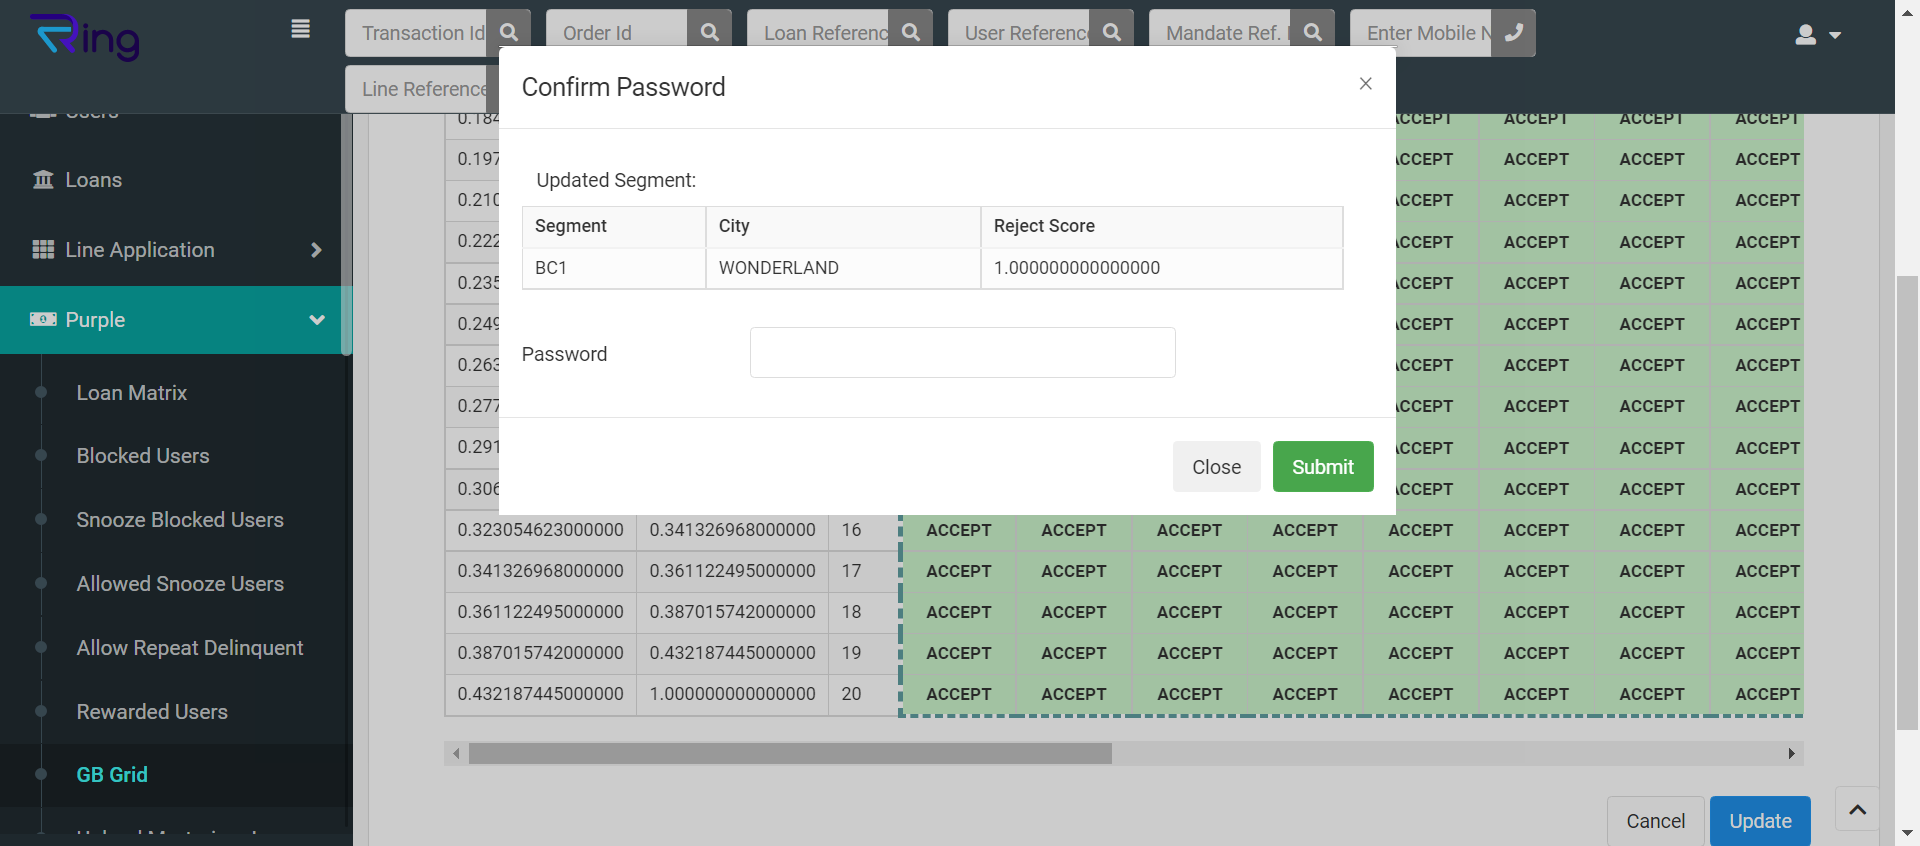 Ring
Transaction Id
Order Id
Loan Referenc
User Referenc
Mandate Ref.
Enter Mobile N
Line Reference
Users
Loans
Line Application
Purple
Loan Matrix
Blocked Users
Snooze Blocked Users
Allowed Snooze Users
Allow Repeat Delinquent
Rewarded Users
GB Grid
Confirm Password
×
Updated Segment:
Segment City Reject Score
BC1 WONDERLAND 1.000000000000000
Password
Close Submit
0.184 ACCEPT ACCEPT ACCEPT ACCEPT
0.197 ACCEPT ACCEPT ACCEPT ACCEPT
0.210 ACCEPT ACCEPT ACCEPT ACCEPT
0.222 ACCEPT ACCEPT ACCEPT ACCEPT
0.235 ACCEPT ACCEPT ACCEPT ACCEPT
0.249 ACCEPT ACCEPT ACCEPT ACCEPT
0.263 ACCEPT ACCEPT ACCEPT ACCEPT
0.277 ACCEPT ACCEPT ACCEPT ACCEPT
0.291 ACCEPT ACCEPT ACCEPT ACCEPT
0.306 ACCEPT ACCEPT ACCEPT ACCEPT
0.323054623000000 0.341326968000000 16 ACCEPT ACCEPT ACCEPT ACCEPT ACCEPT ACCEPT ACCEPT ACCEPT
0.341326968000000 0.361122495000000 17 ACCEPT ACCEPT ACCEPT ACCEPT ACCEPT ACCEPT ACCEPT ACCEPT
0.361122495000000 0.387015742000000 18 ACCEPT ACCEPT ACCEPT ACCEPT ACCEPT ACCEPT ACCEPT ACCEPT
0.387015742000000 0.432187445000000 19 ACCEPT ACCEPT ACCEPT ACCEPT ACCEPT ACCEPT ACCEPT ACCEPT
0.432187445000000 1.000000000000000 20 ACCEPT ACCEPT ACCEPT ACCEPT ACCEPT ACCEPT ACCEPT ACCEPT
Cancel Update